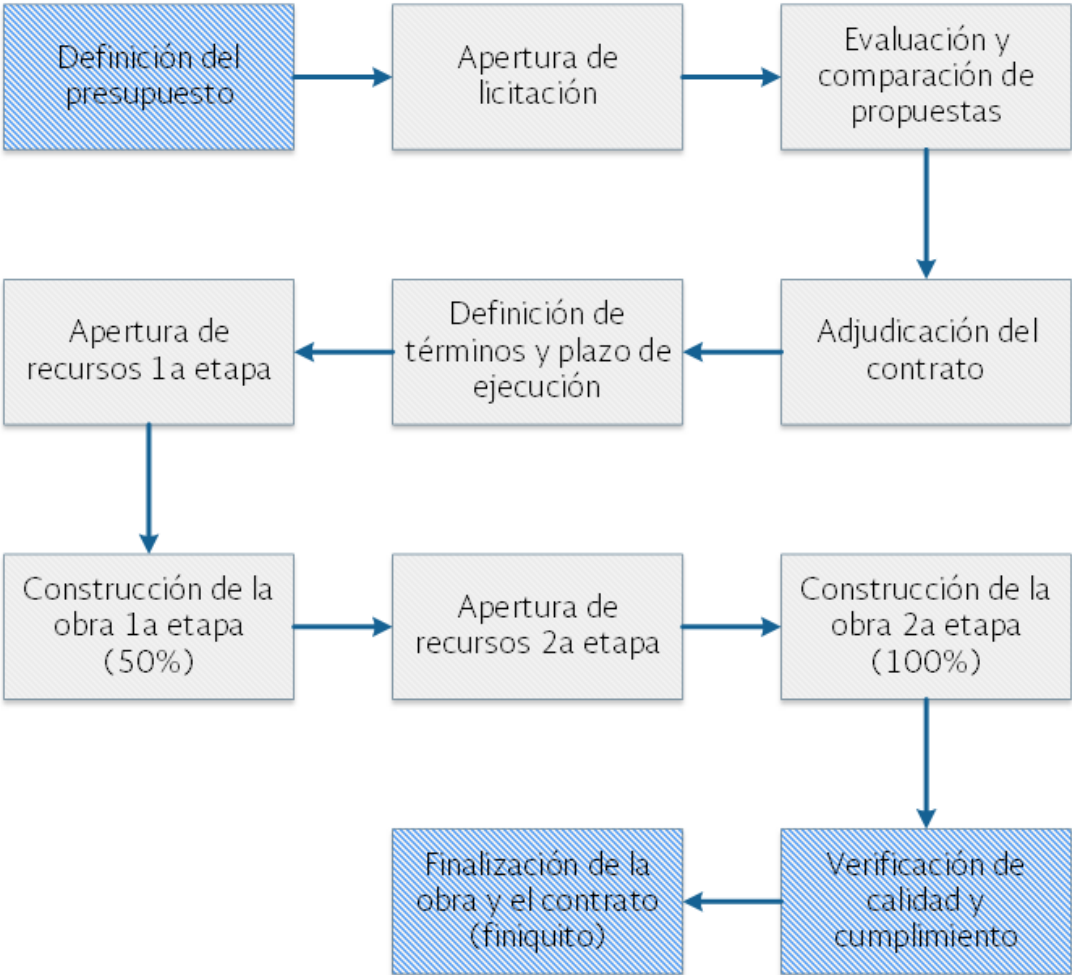 Definición del
presupuesto
Apertura de
licitación
Evaluación y
comparación de
propuestas
Adjudicación del
contrato
Definición de
términos y plazo de
ejecución
Apertura de
recursos 1a etapa
Construcción de la
obra 1a etapa
(50%)
Apertura de
recursos 2a etapa
Construcción de la
obra 2a etapa
(100%)
Verificación de
calidad y
cumplimiento
Finalización de la
obra y el contrato
(finiquito)